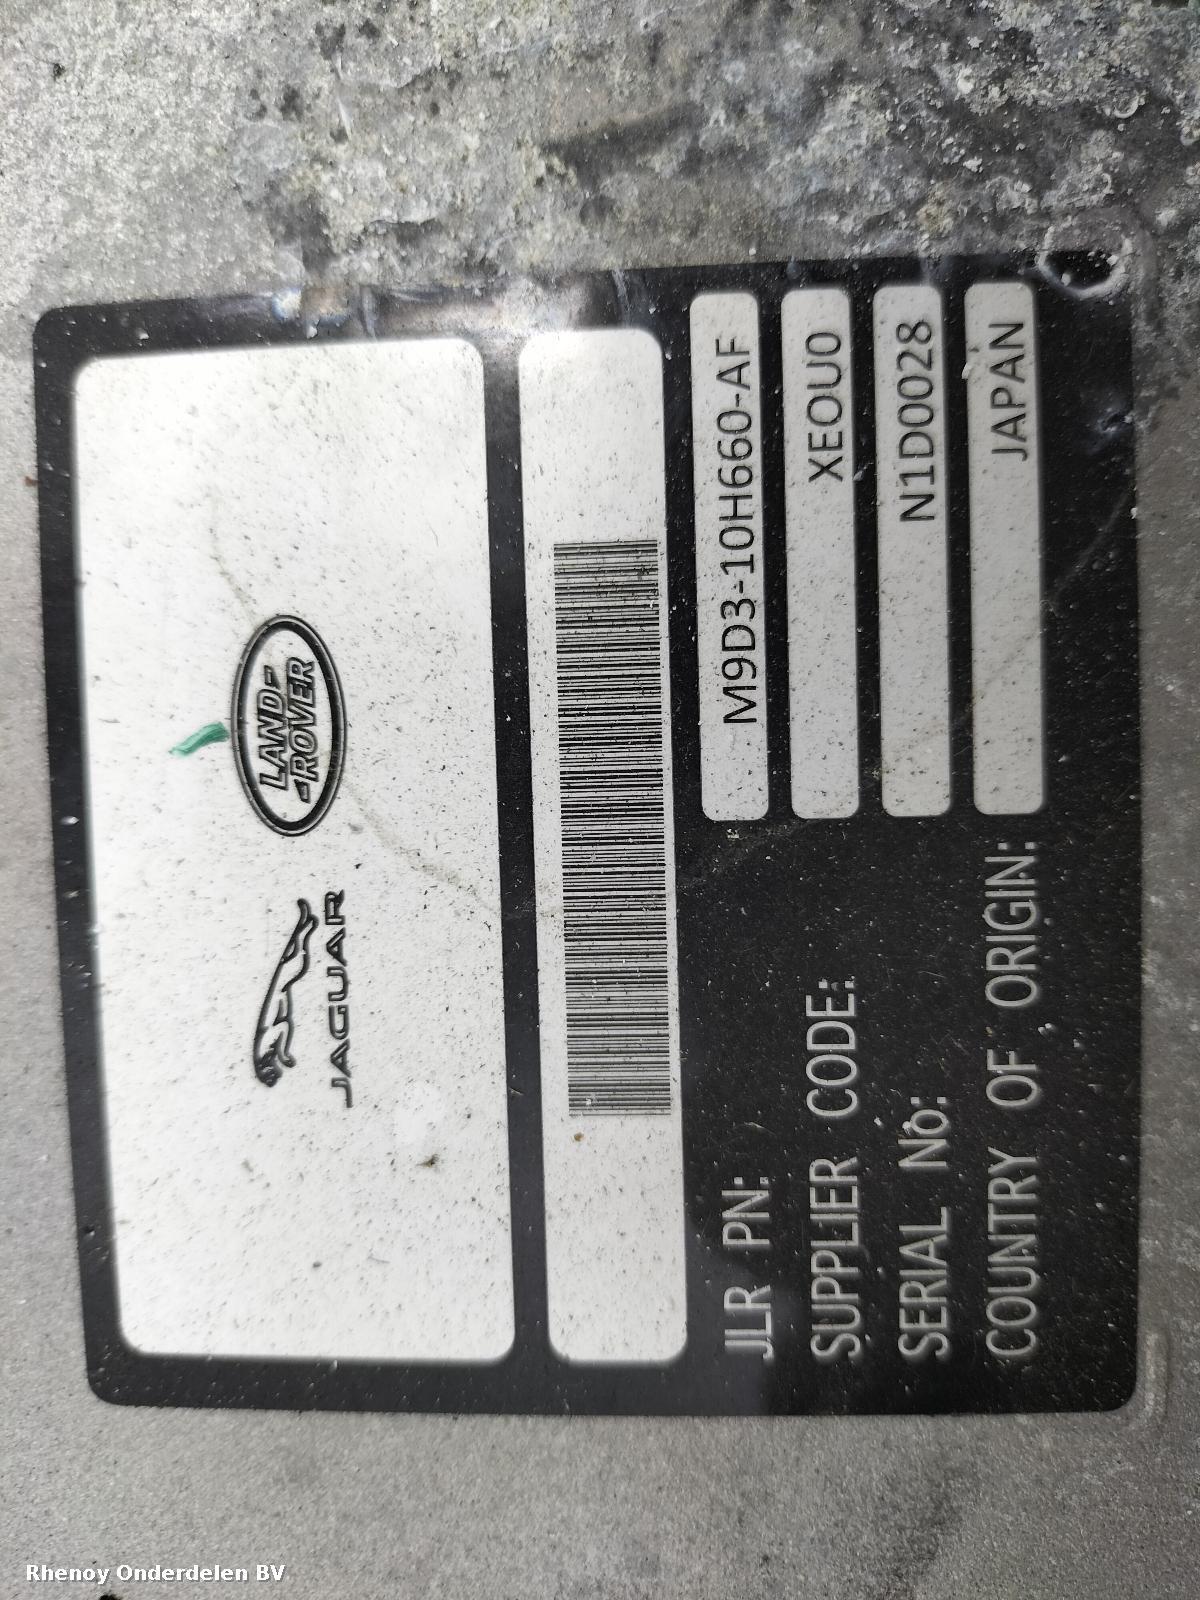 JAGUAR
LAND-
-ROVER
JLR PN: M9D3-10H660-AF
SUPPLIER CODE: XEOU0
SERIAL No: N1D0028
COUNTRY OF ORIGIN: JAPAN
Rhenoy Onderdelen BV